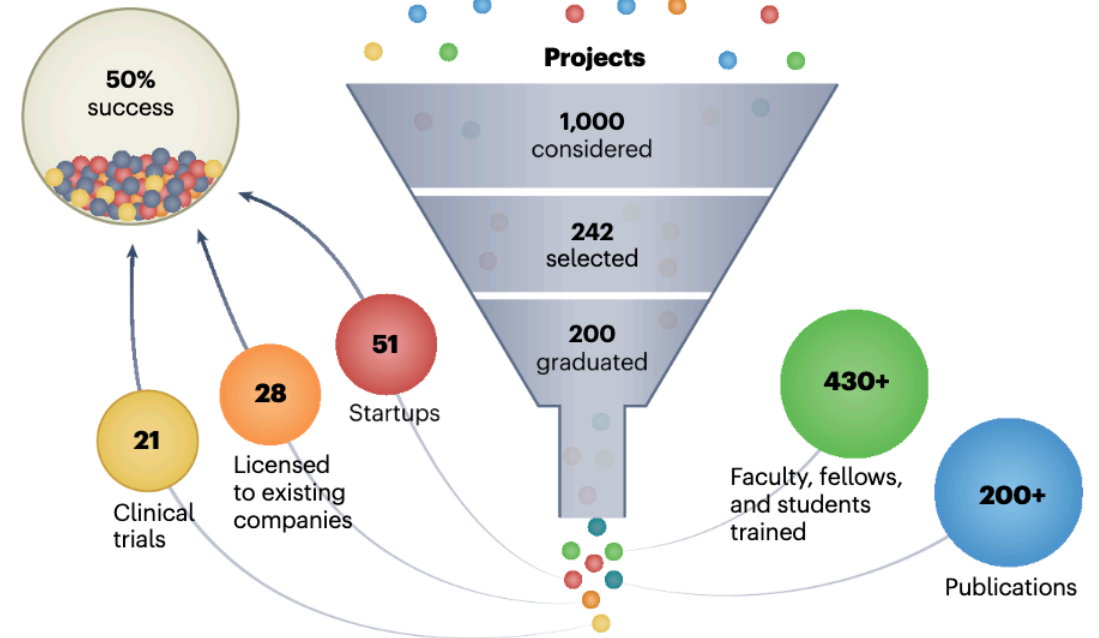 50%
success
Projects
1,000
considered
242
selected
200
graduated
51
Startups
28
Licensed
to existing
companies
21
Clinical
trials
430+
Faculty, fellows,
and students
trained
200+
Publications